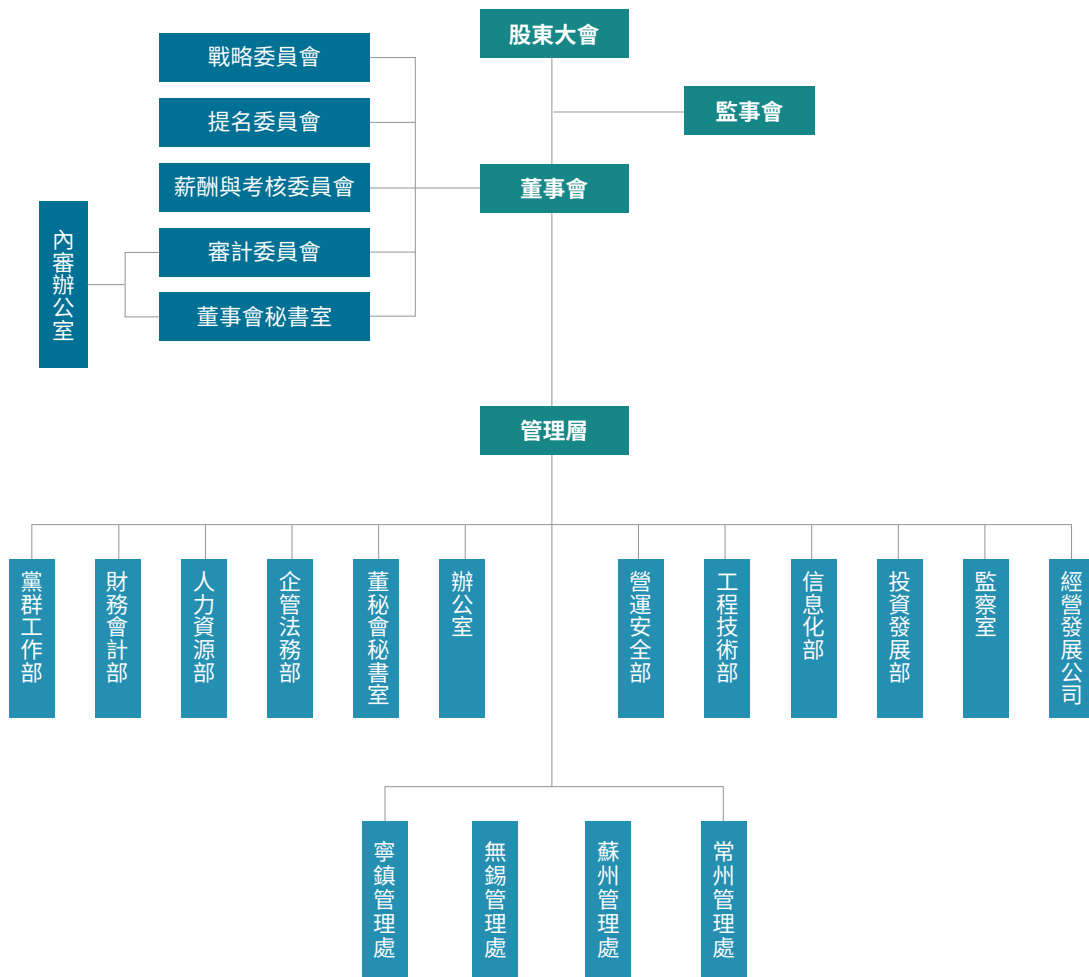 股東大會
監事會
董事會
戰略委員會
提名委員會
薪酬與考核委員會
審計委員會
董事會秘書室
內審辦公室
管理層
黨群工作部
財務會計部
人力資源部
企管法務部
董秘會秘書室
辦公室
營運安全部
工程技術部
信息化部
投資發展部
監察室
經營發展公司
寧鎮管理處
無錫管理處
蘇州管理處
常州管理處